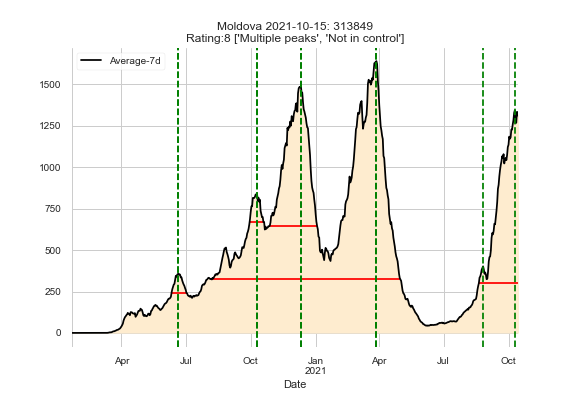 Moldova 2021-10-15: 313849
Rating:8 ['Multiple peaks', 'Not in control']
Average-7d
1500
1250
1000
750
500
250
0
Apr
Jul
Oct
Jan
2021
Apr
Jul
Oct
Date